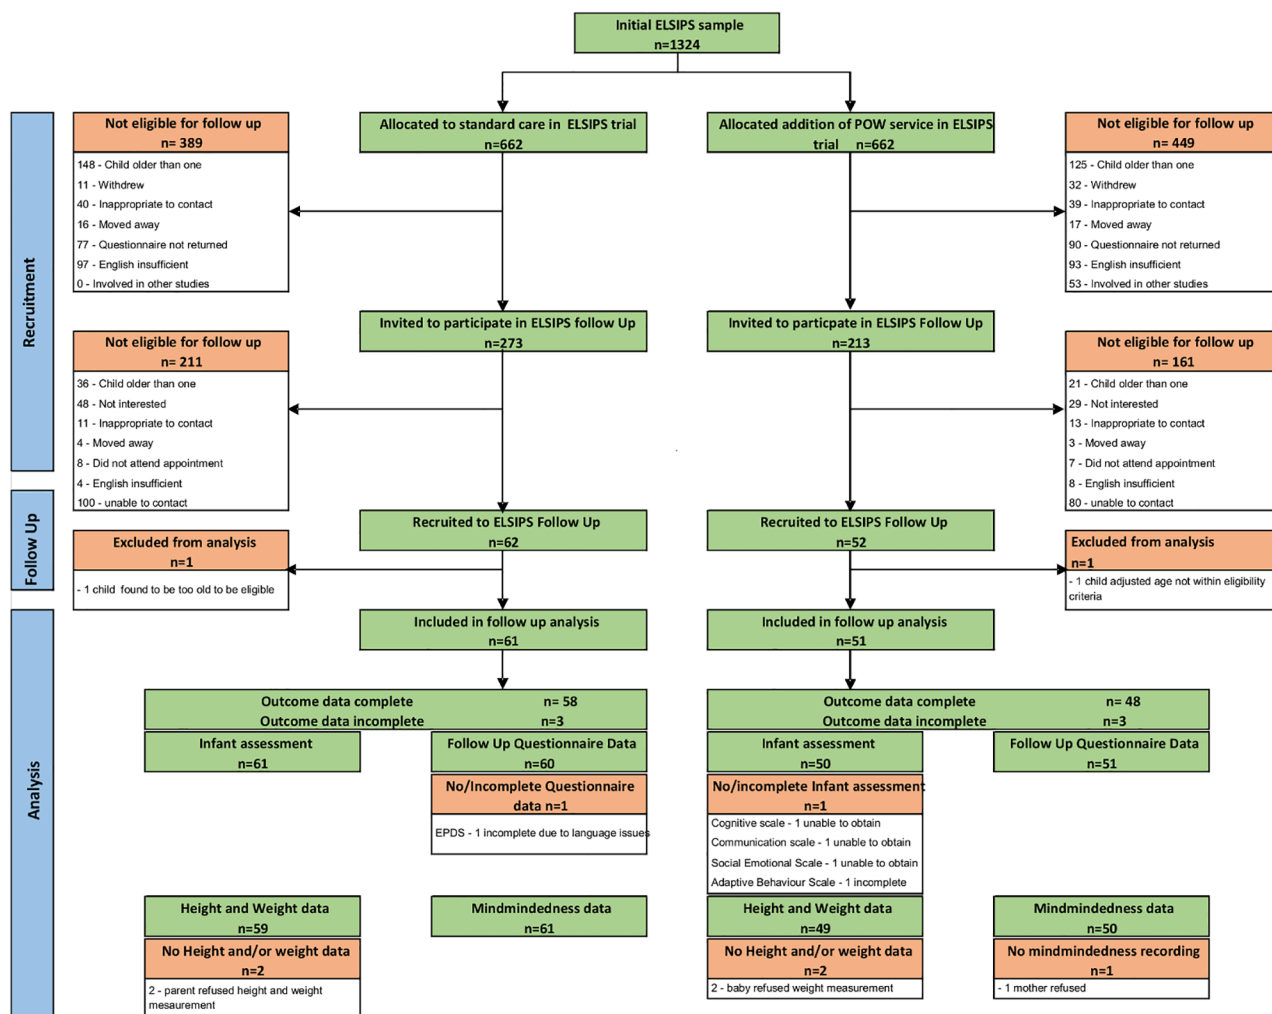 Initial ELSIPS sample
n=1324
Recruitment
Not eligible for follow up
n= 389
148 - Child older than one
11 - Withdrew
40 - Inappropriate to contact
16 - Moved away
77 - Questionnaire not returned
97 - English insufficient
0 - Involved in other studies
Allocated to standard care in ELSIPS trial
n=662
Allocated addition of POW service in ELSIPS
trial n=662
Not eligible for follow up
n= 449
125 - Child older than one
32 - Withdrew
39 - Inappropriate to contact
17 - Moved away
90 - Questionnaire not returned
93 - English insufficient
53 - Involved in other studies
Invited to participate in ELSIPS follow Up
n=273
Invited to partcpate in ELSIPS Follow Up
n=213
Not eligible for follow up
n= 211
36 - Child older than one
48 - Not interested
11 - Inappropriate to contact
4 - Moved away
8 - Did not attend appointment
4 - English insufficient
100 - unable to contact
Not eligible for follow up
n= 161
21 - Child older than one
29 - Not interested
13 - Inappropriate to contact
3 - Moved away
7 - Did not attend appointment
8 - English insufficient
80 - unable to contact
Follow Up
Recruited to ELSIPS Follow Up
n=62
Recruited to ELSIPS Follow Up
n=52
Excluded from analysis
n=1
- 1 child found to be too old to be eligible
Excluded from analysis
n=1
- 1 child adjusted age not within eligibility
criteria
Analysis
Included in follow up analysis
n=61
Included in follow up analysis
n=51
Outcome data complete n= 58
Outcome data incomplete n=3
Outcome data complete n= 48
Outcome data incomplete n=3
Infant assessment
n=61
Follow Up Questionnaire Data
n=60
No/Incomplete Questionnaire
data n=1
EPDS - 1 incomplete due to language issues
Infant assessment
n=50
No/incomplete Infant assessment
n=1
Cognitive scale - 1 unable to obtain
Communication scale - 1 unable to obtain
Social Emotional Scale - 1 unable to obtain
Adaptive Behaviour Scale - 1 incomplete
Follow Up Questionnaire Data
n=51
Height and Weight data
n=59
No Height and/or weight data
n=2
2 - parent refused height and weight
mesaurement
Mindmindedness data
n=61
Height and Weight data
n=49
No Height and/or weight data
n=2
2 - baby refused weight measurement
Mindmindedness data
n=50
No mindmindedness recording
n=1
- 1 mother refused